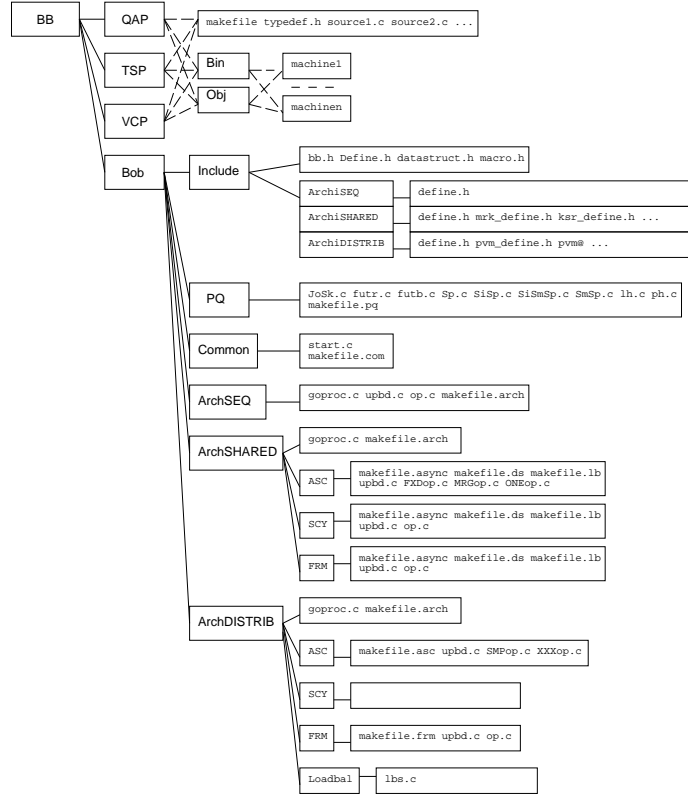 BB
QAP
makefile typedef.h source1.c source2.c ...
TSP
Bin
machine1
Obj
machinen
VCP
Bob
Include
bb.h Define.h datastruct.h macro.h
ArchiSEQ
define.h
ArchiSHARED
define.h mrk_define.h ksr_define.h ...
ArchiDISTRIB
define.h pvm_define.h pvm@ ...
PQ
JoSk.c futr.c futb.c Sp.c SiSp.c SiSmSp.c SmSp.c lh.c ph.c
makefile.pq
Common
start.c
makefile.com
ArchSEQ
goproc.c upbd.c op.c makefile.arch
ArchSHARED
goproc.c makefile.arch
ASC
makefile.async makefile.ds makefile.lb
upbd.c FXDop.c MRGop.c ONEop.c
SCY
makefile.async makefile.ds makefile.lb
upbd.c op.c
FRM
makefile.async makefile.ds makefile.lb
upbd.c op.c
ArchDISTRIB
goproc.c makefile.arch
ASC
makefile.asc upbd.c SMPop.c XXXop.c
SCY
FRM
makefile.frm upbd.c op.c
Loadbal
lbs.c